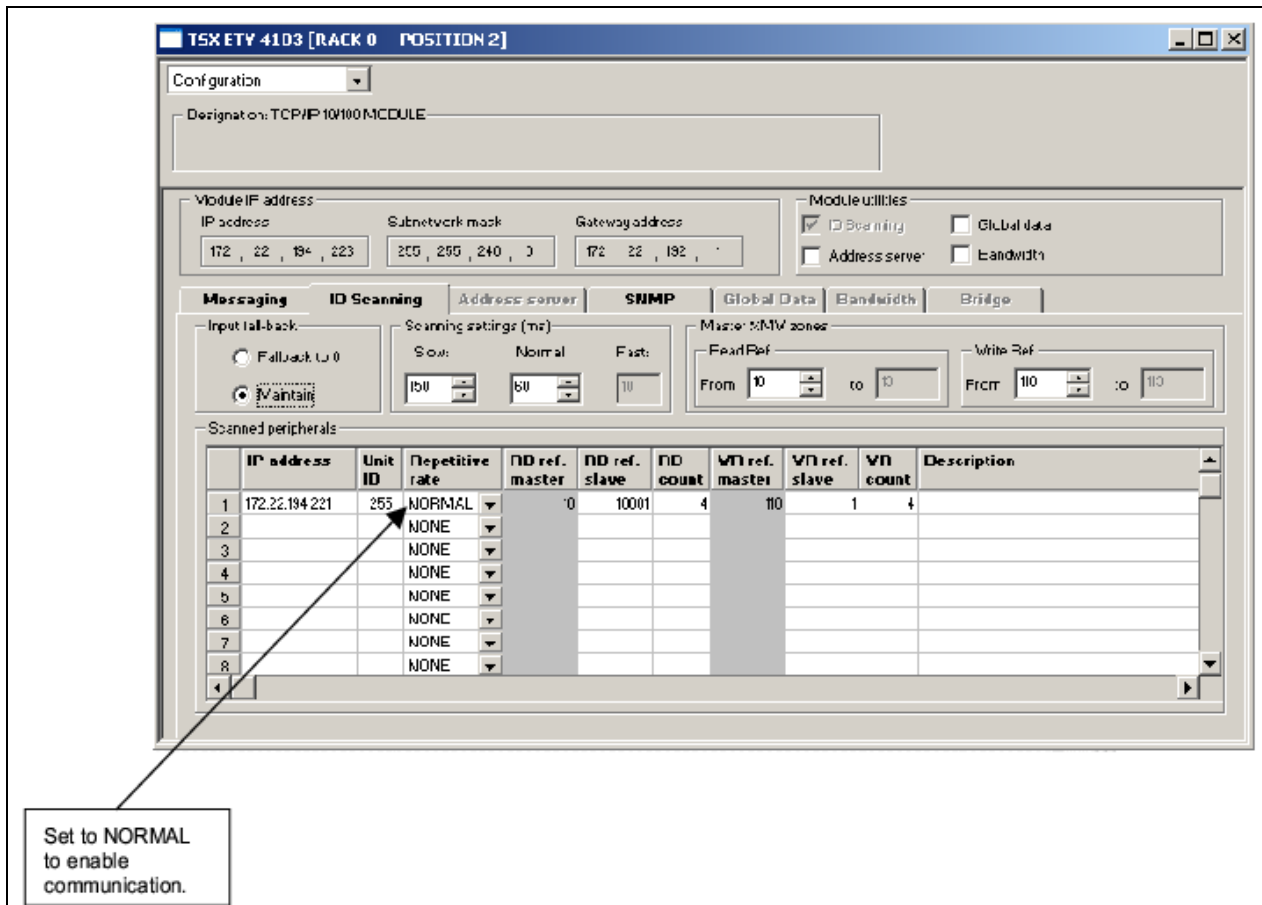 TSX ETY 4103 [RACK 0 POSITION 2]
Configuration
Designation: TCP/IP 10/100 MODULE
Module IP address
IP address Subnetwork mask Gateway address
172 . 22 . 194 . 223 255 . 255 . 240 . 0 172 . 22 . 192 . 1
Module utilities
IO Scanning Global data
Address server Bandwidth
Messaging IO Scanning Address server SNMP Global Data Bandwidth Bridge
Input fall-back
Fallback to 0
Maintain
Scanning settings (ms)
Slow: Normal Fast:
150 60 10
Master %MW zones
Read Ref
From 10 to 13
Write Ref
From 110 to 113
Scanned peripherals
IP address Unit ID Repetitive rate RD ref. master RD ref. slave RD count WR ref. master WR ref. slave WR count Description
1 172.22.194.221 255 NORMAL 10 10001 4 110 1 4
2 NONE
3 NONE
4 NONE
5 NONE
6 NONE
7 NONE
8 NONE
Set to NORMAL
to enable
communication.